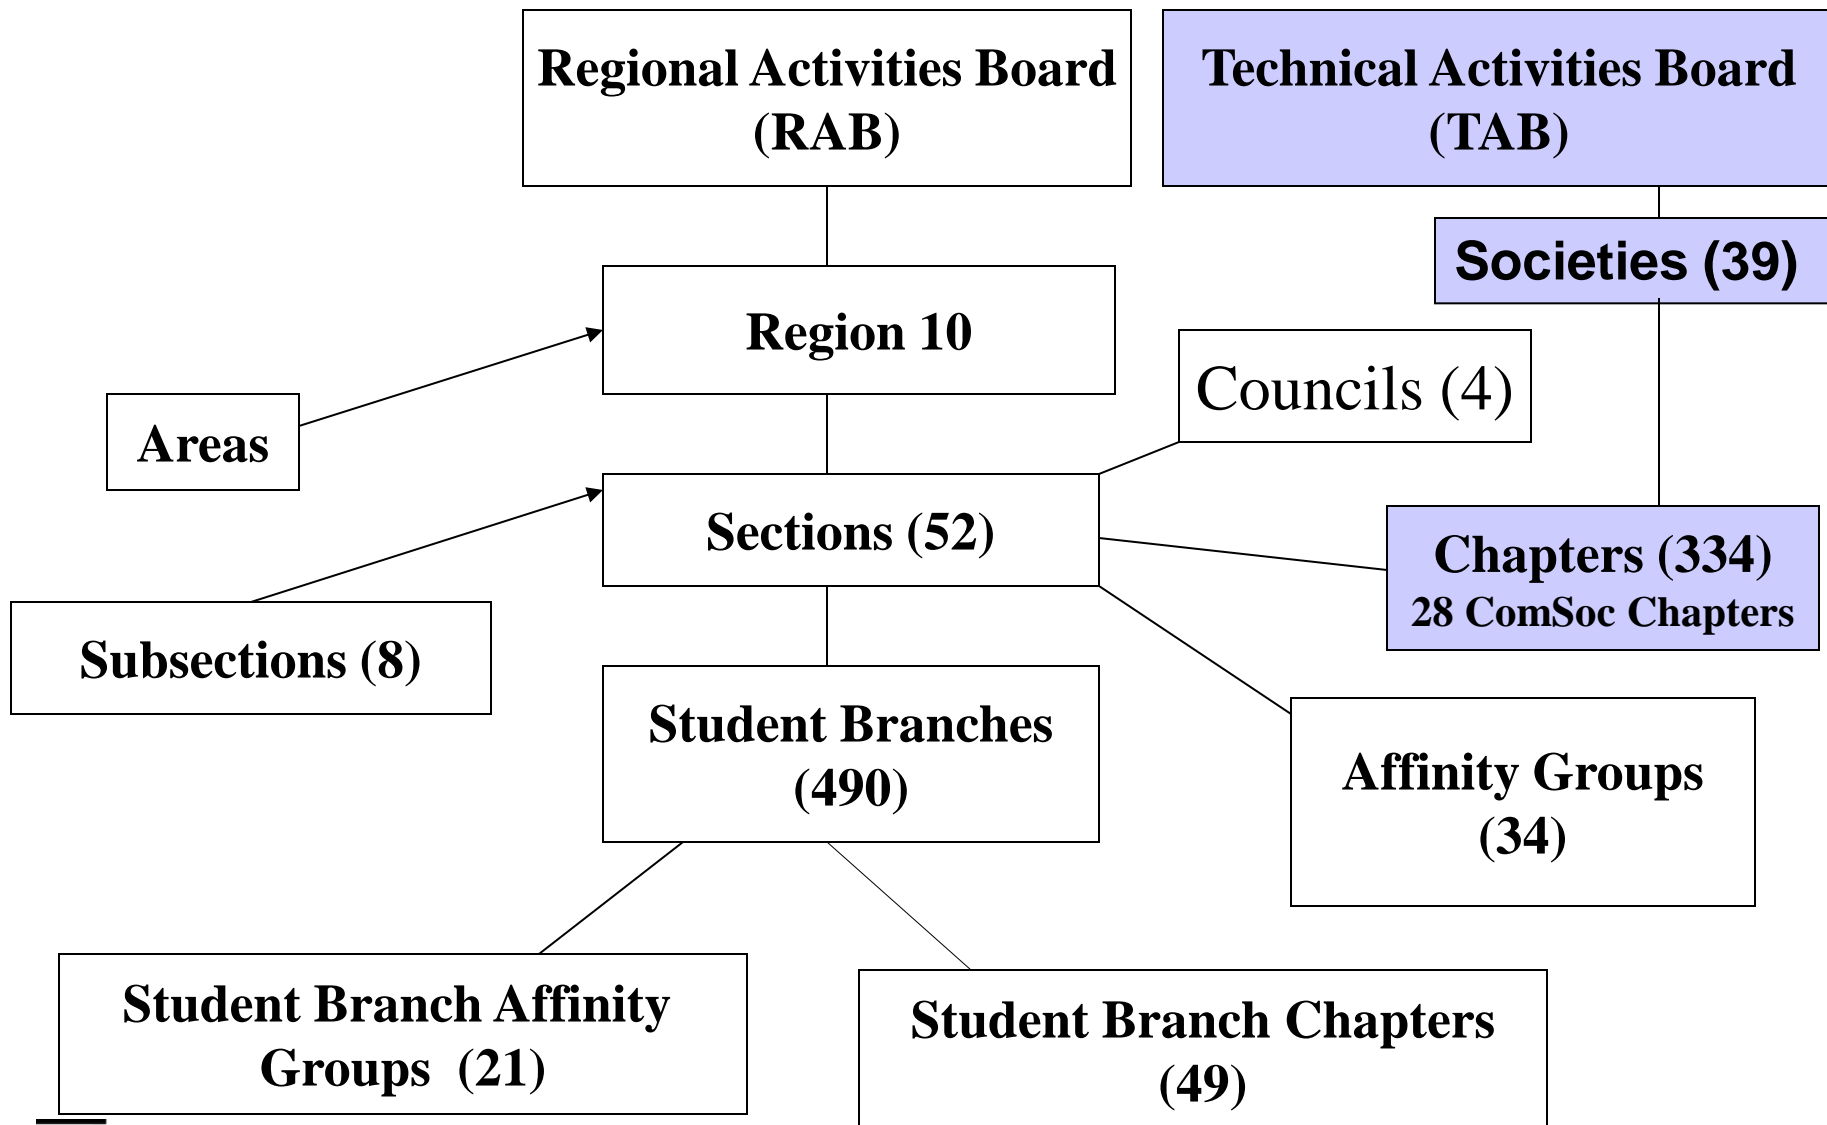 Regional Activities Board
(RAB)
Technical Activities Board
(TAB)
Societies (39)
Region 10
Councils (4)
Areas
Sections (52)
Chapters (334)
28 ComSoc Chapters
Subsections (8)
Student Branches
(490)
Affinity Groups
(34)
Student Branch Affinity
Groups (21)
Student Branch Chapters
(49)